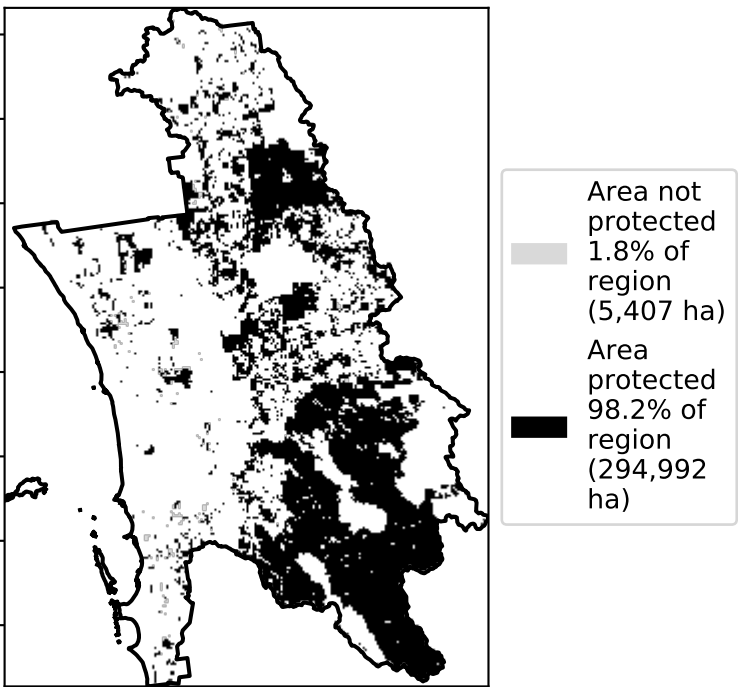 Area not
protected
1.8% of
region
(5,407 ha)
Area
protected
98.2% of
region
(294,992
ha)